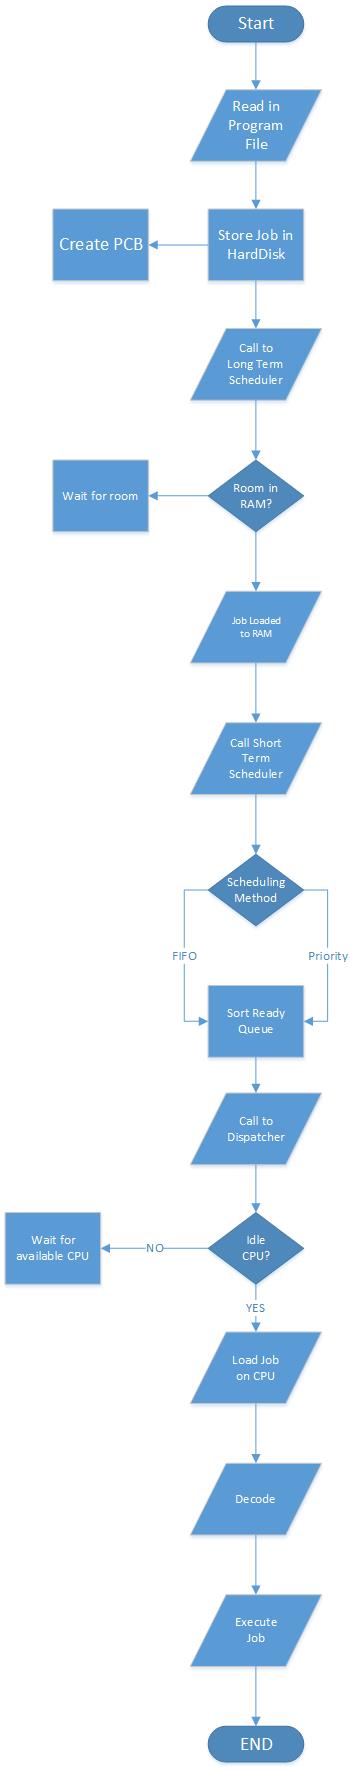 Start
Read in
Program
File
Create PCB
Store Job in
HardDisk
Call to
Long Term
Scheduler
Wait for room
Room in
RAM?
Job Loaded
to RAM
Call Short
Term
Scheduler
Scheduling
Method
FIFO
Priority
Sort Ready
Queue
Call to
Dispatcher
Wait for
available CPU
NO
Idle
CPU?
YES
Load Job
on CPU
Decode
Execute
Job
END